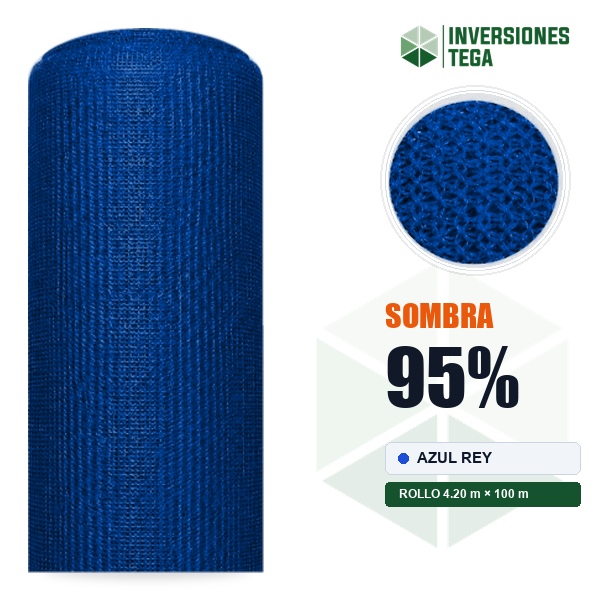 INVERSIONES
TEGA
SOMBRA
95%
AZUL REY
ROLLO 4.20 m × 100 m